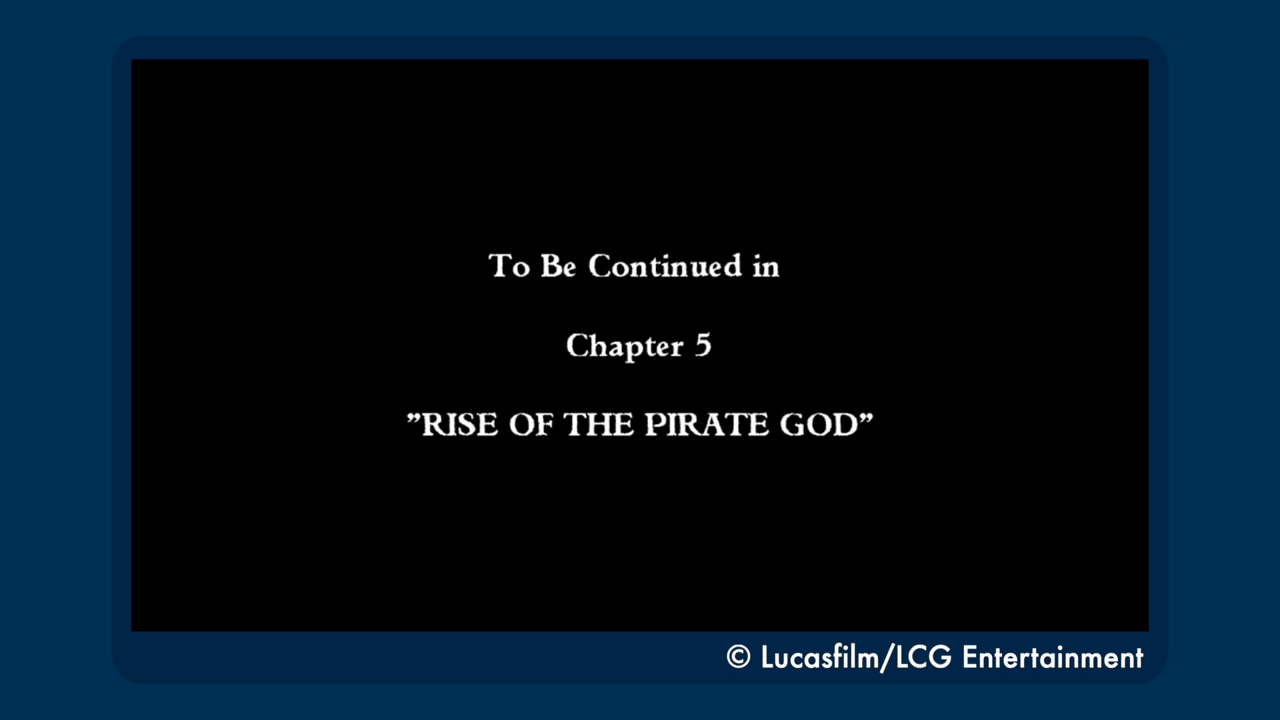 To Be Continued in
Chapter 5
”RISE OF THE PIRATE GOD”
© Lucasfilm/LCG Entertainment